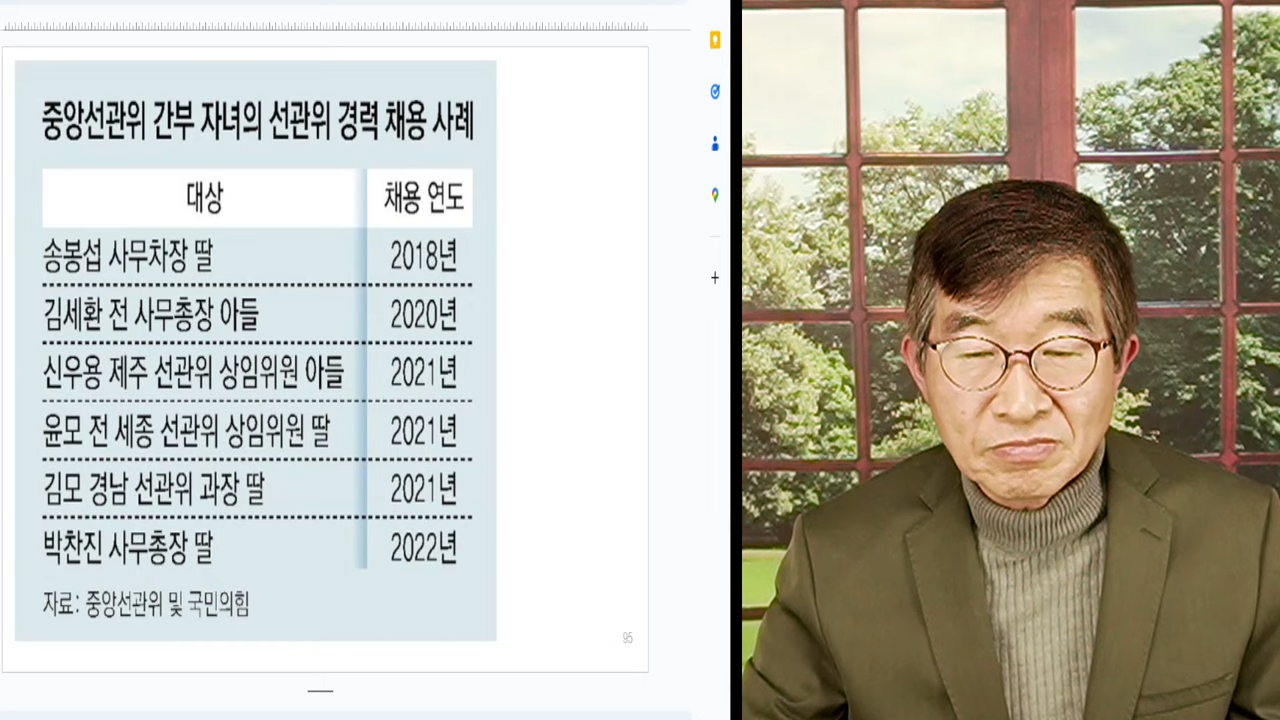 중앙선관위 간부 자녀의 선관위 경력 채용 사례
대상 채용 연도
송봉섭 사무차장 딸 2018년
김세환 전 사무총장 아들 2020년
신우용 제주 선관위 상임위원 아들 2021년
윤모 전 세종 선관위 상임위원 딸 2021년
김모 경남 선관위 과장 딸 2021년
박찬진 사무총장 딸 2022년
자료: 중앙선관위 및 국민의힘
95